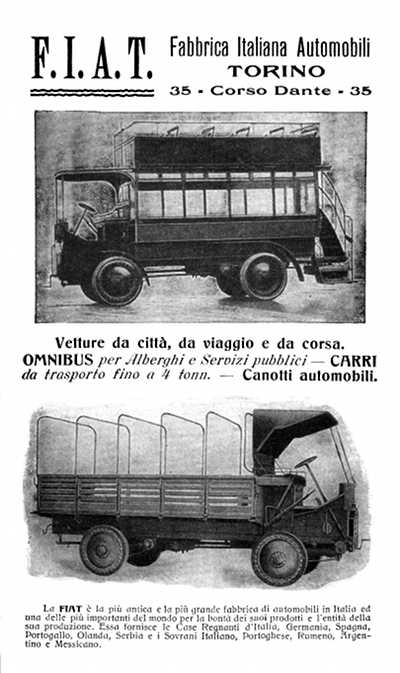 F.I.A.T.
Fabbrica Italiana Automobili
TORINO
35 - Corso Dante - 35
Vetture da città, da viaggio e da corsa.
OMNIBUS per Alberghi e Servizi pubblici — CARRI
da trasporto fino a 4 tonn. — Canotti automobili.
La FIAT è la più antica e la più grande fabbrica di automobili in Italia ed
una delle più importanti del mondo per la bontà dei suoi prodotti e l'entità della
sua produzione. Essa fornisce le Case Regnanti d'Italia, Germania, Spagna,
Portogallo, Olanda, Serbia e i Sovrani Italiano, Portoghese, Rumeno, Argen-
tino e Messicano.